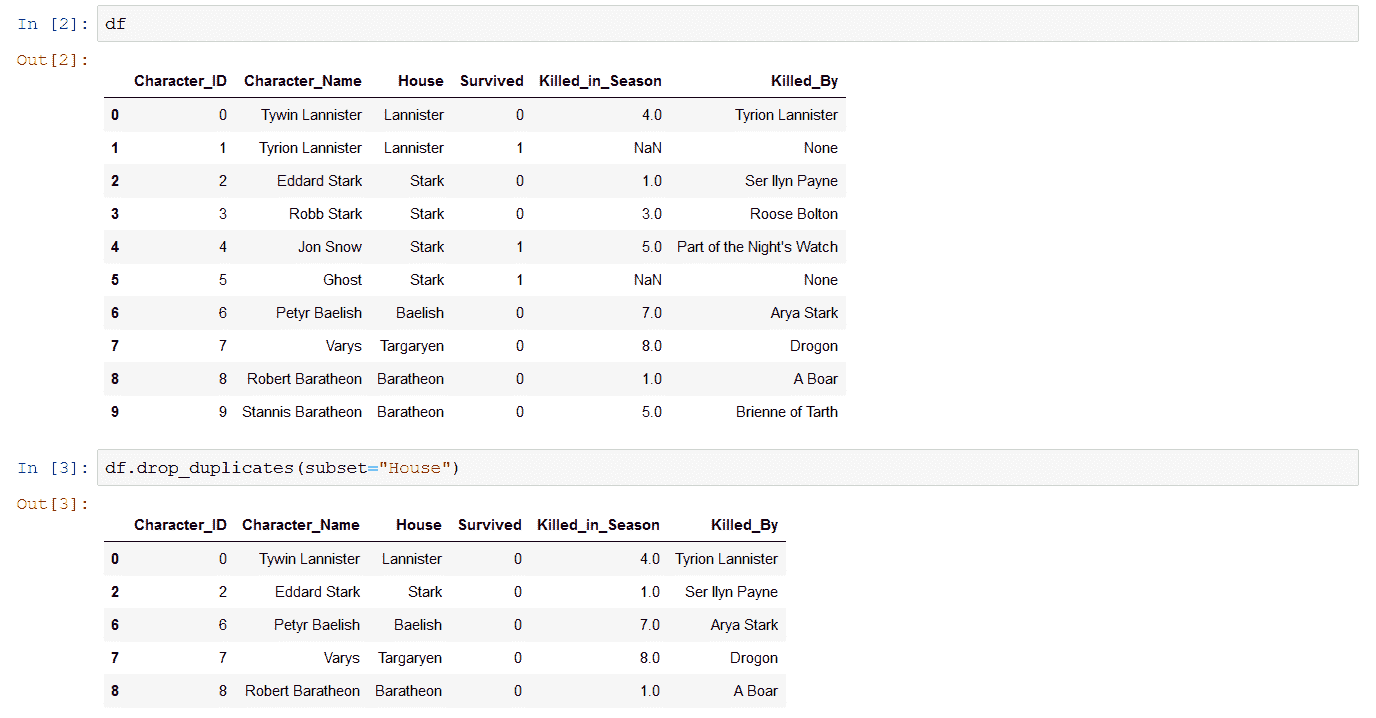 In [2]: df
Out[2]:
Character_ID Character_Name House Survived Killed_in_Season Killed_By
0 0 Tywin Lannister Lannister 0 4.0 Tyrion Lannister
1 1 Tyrion Lannister Lannister 1 NaN None
2 2 Eddard Stark Stark 0 1.0 Ser Ilyn Payne
3 3 Robb Stark Stark 0 3.0 Roose Bolton
4 4 Jon Snow Stark 1 5.0 Part of the Night's Watch
5 5 Ghost Stark 1 NaN None
6 6 Petyr Baelish Baelish 0 7.0 Arya Stark
7 7 Varys Targaryen 0 8.0 Drogon
8 8 Robert Baratheon Baratheon 0 1.0 A Boar
9 9 Stannis Baratheon Baratheon 0 5.0 Brienne of Tarth
In [3]: df.drop_duplicates(subset="House")
Out[3]:
Character_ID Character_Name House Survived Killed_in_Season Killed_By
0 0 Tywin Lannister Lannister 0 4.0 Tyrion Lannister
2 2 Eddard Stark Stark 0 1.0 Ser Ilyn Payne
6 6 Petyr Baelish Baelish 0 7.0 Arya Stark
7 7 Varys Targaryen 0 8.0 Drogon
8 8 Robert Baratheon Baratheon 0 1.0 A Boar